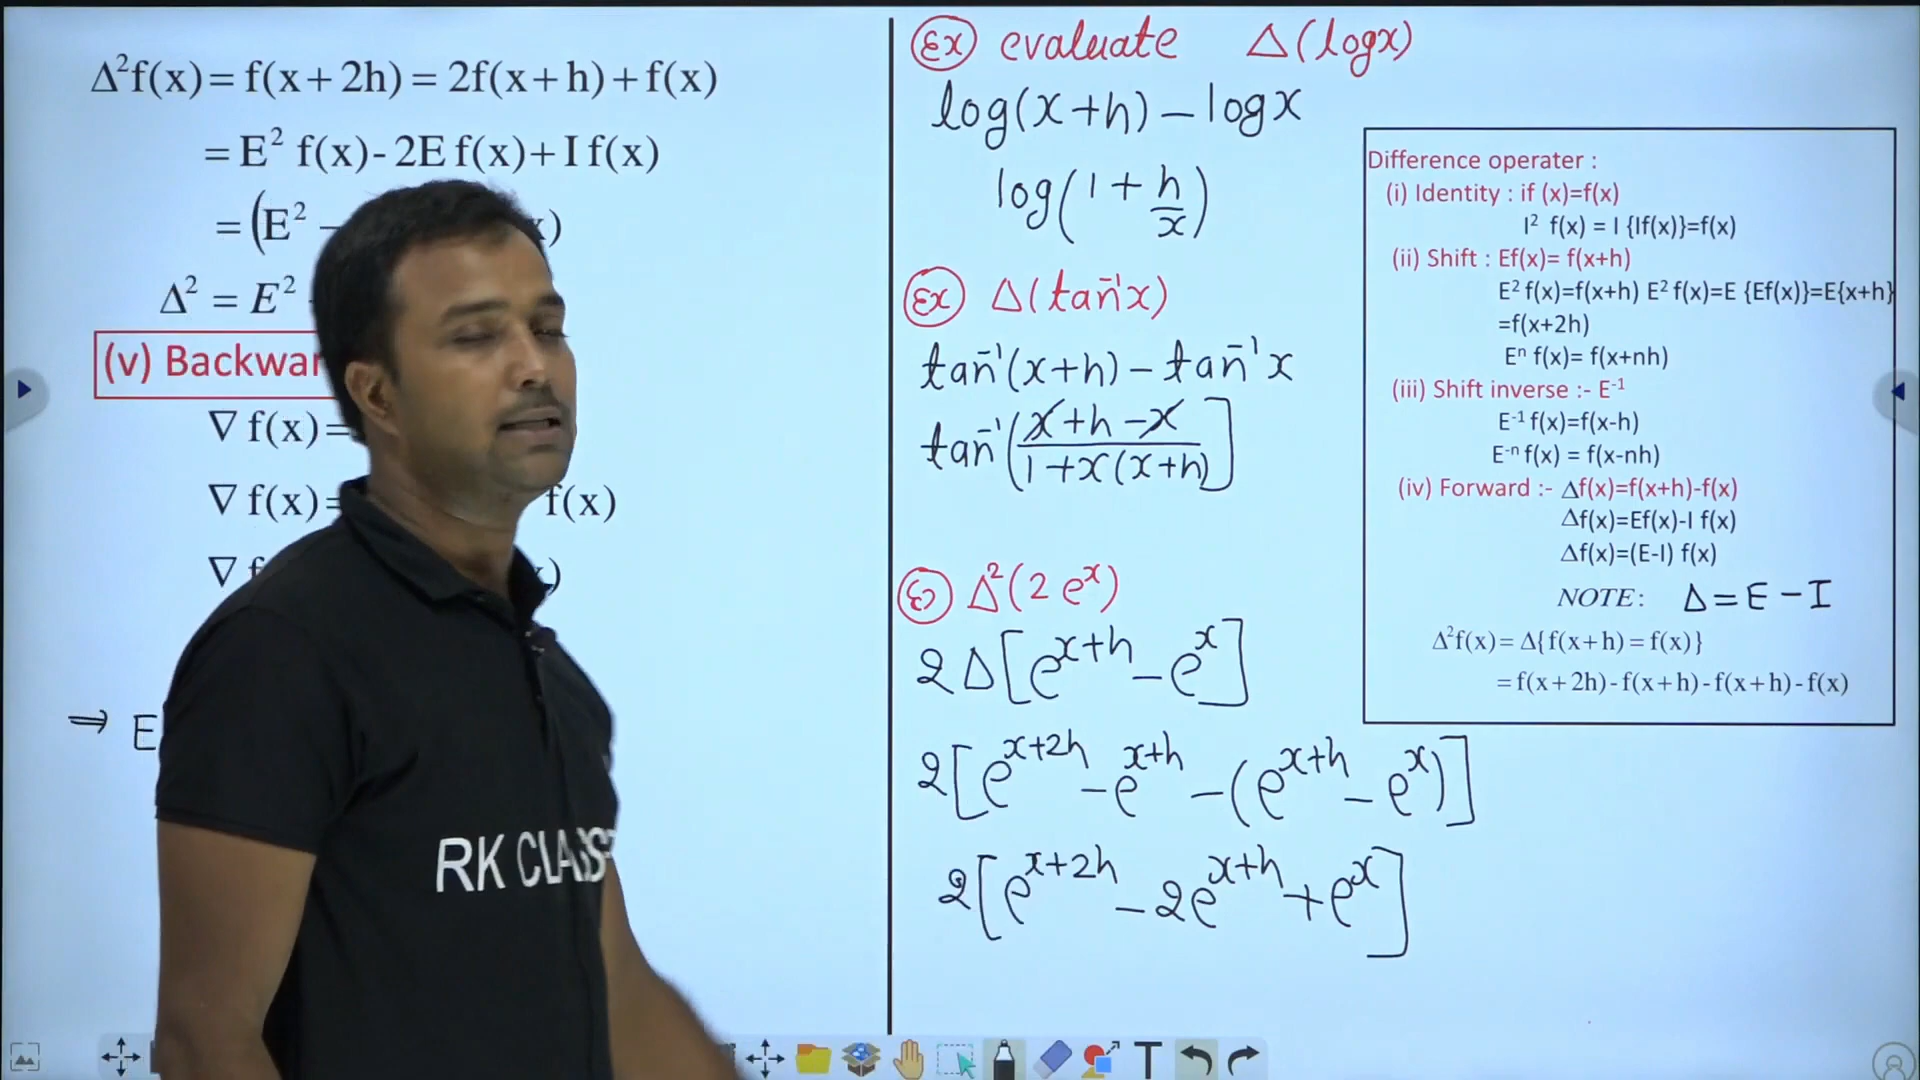 Δ²f(x)= f(x+2h) = 2f(x+h)+f(x)
= E² f(x)-2E f(x)+I f(x)
= (E² –
Δ² = E²
(v) Backwar
∇ f(x)=
∇ f(x)= f(x)
∇ f
⇒ E
RK CLASS
Ex evaluate Δ(logx)
log(x+h) – logx
log(1 + h/x)
Ex Δ(tan⁻¹x)
tan⁻¹(x+h) – tan⁻¹x
tan⁻¹(x+h–x / 1+x(x+h)]
Δ²(2 eˣ)
2Δ[eˣ⁺ʰ – eˣ]
2[eˣ⁺²ʰ – eˣ⁺ʰ – (eˣ⁺ʰ – eˣ)]
2[eˣ⁺²ʰ – 2eˣ⁺ʰ + eˣ]
Difference operater :
(i) Identity : if (x)=f(x)
I² f(x) = I {If(x)}=f(x)
(ii) Shift : Ef(x)= f(x+h)
E² f(x)=f(x+h) E² f(x)=E {Ef(x)}=E{x+h}
=f(x+2h)
Eⁿ f(x)= f(x+nh)
(iii) Shift inverse :- E⁻¹
E⁻¹ f(x)=f(x-h)
E⁻ⁿ f(x) = f(x-nh)
(iv) Forward :- Δf(x)=f(x+h)-f(x)
Δf(x)=Ef(x)-I f(x)
Δf(x)=(E-I) f(x)
NOTE: Δ = E – I
Δ²f(x)= Δ{f(x+h)=f(x)}
= f(x+2h)-f(x+h)-f(x+h)-f(x)